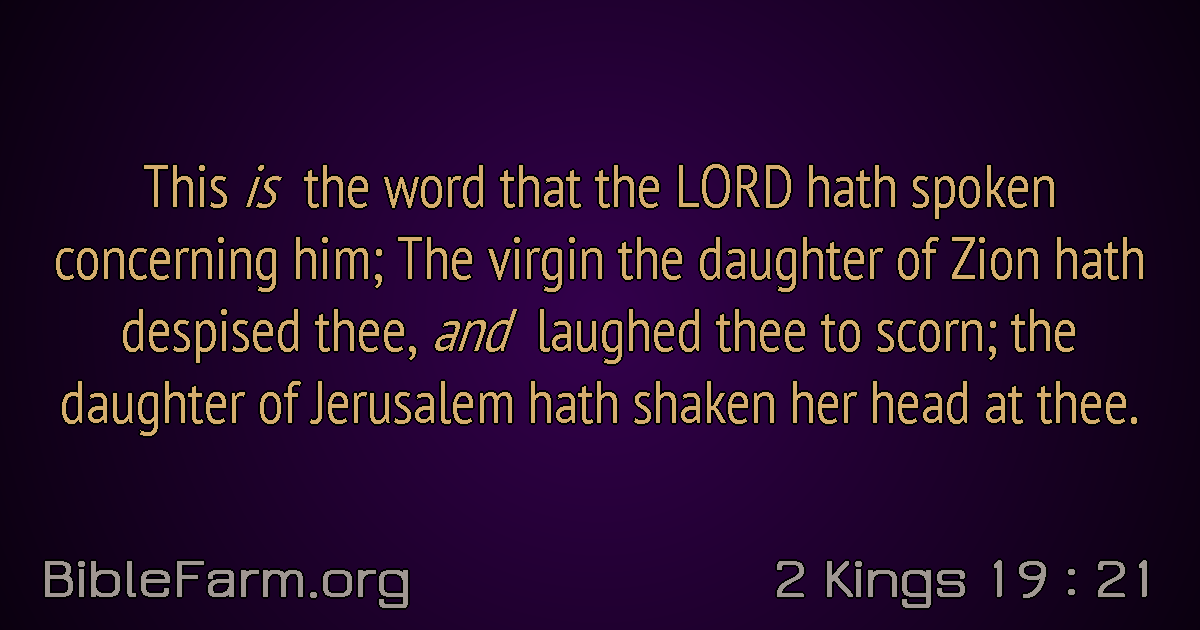 This is the word that the LORD hath spoken
concerning him; The virgin the daughter of Zion hath
despised thee, and laughed thee to scorn; the
daughter of Jerusalem hath shaken her head at thee.
BibleFarm.org
2 Kings 19 : 21